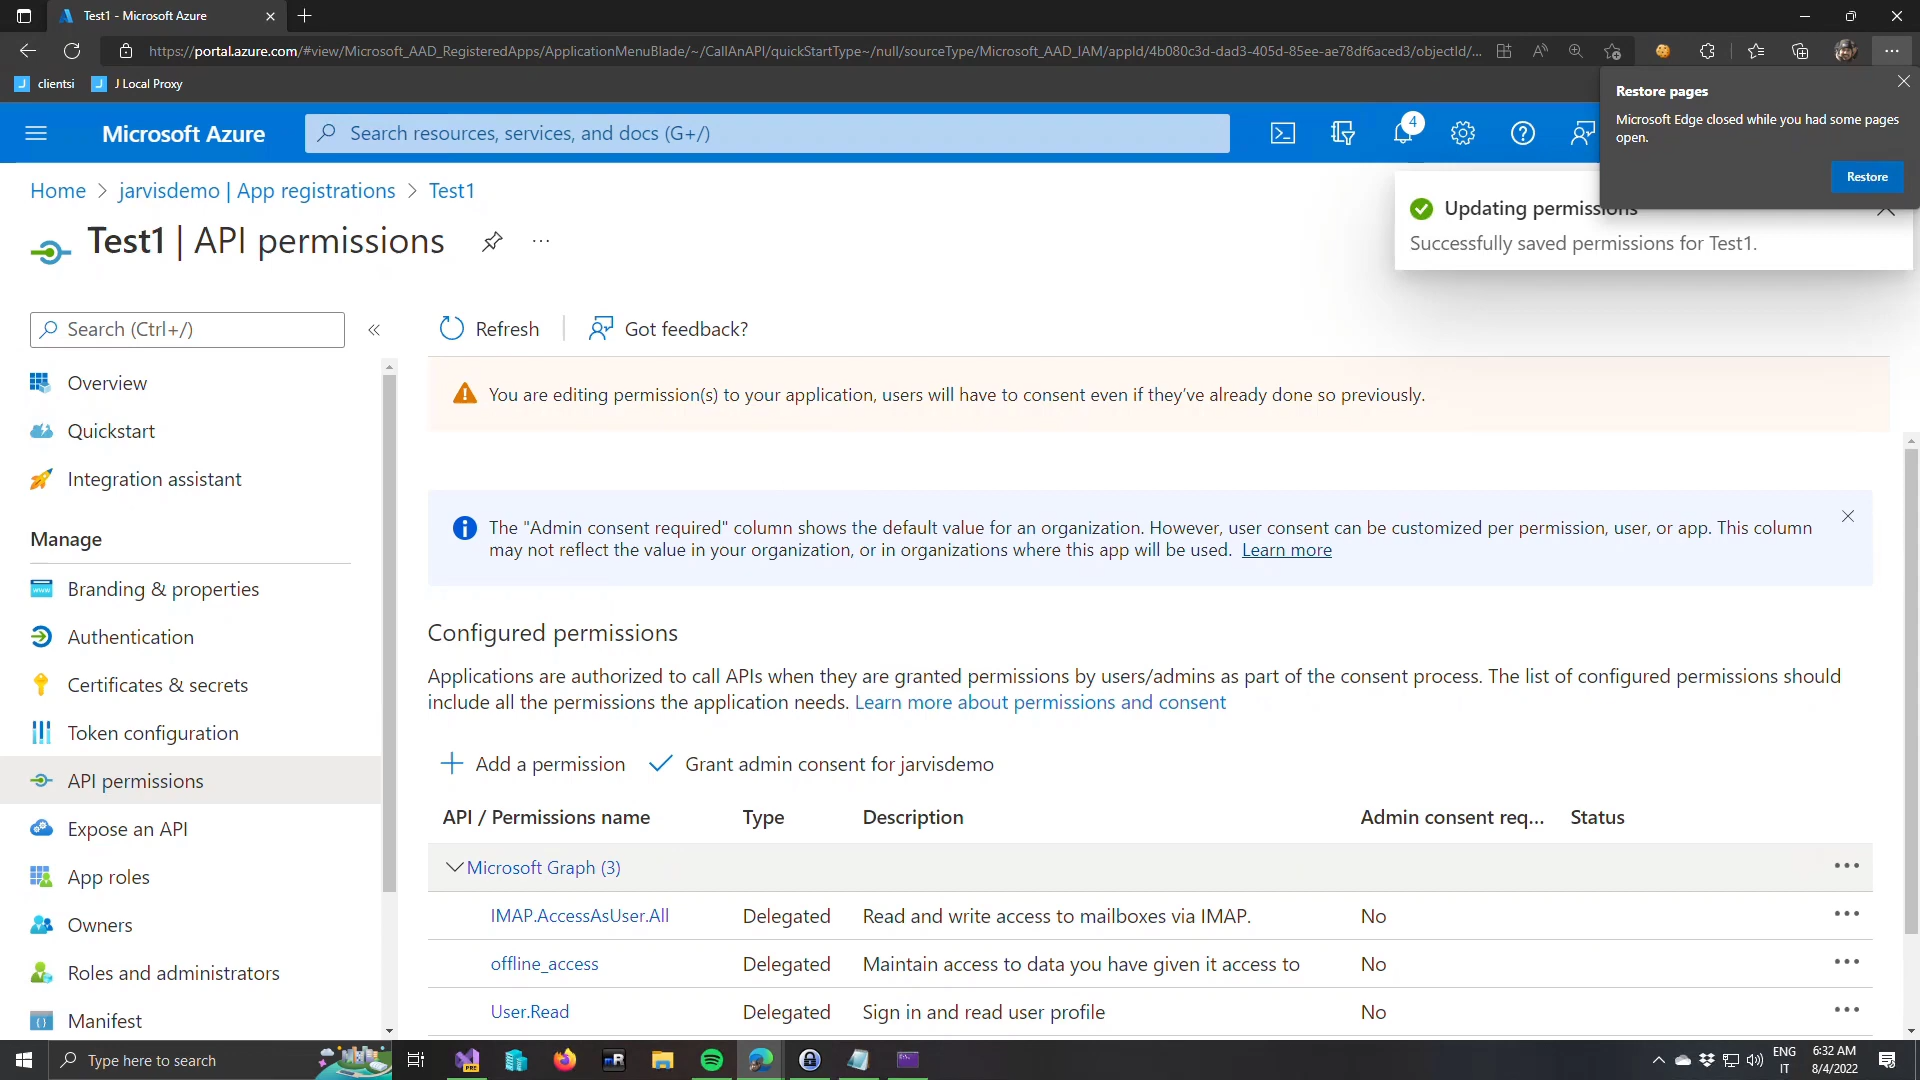 Test1 - Microsoft Azure
https://portal.azure.com/#view/Microsoft_AAD_RegisteredApps/ApplicationMenuBlade/~/CallAnAPI/quickStartType~/null/sourceType/Microsoft_AAD_IAM/appId/4b080c3d-dad3-405d-85ee-ae78df6aced3/objectId/...
clientsi
J Local Proxy
Restore pages
Microsoft Edge closed while you had some pages
open.
Restore
Microsoft Azure
Search resources, services, and docs (G+/)
4
Home > jarvisdemo | App registrations > Test1
Updating permissions
Successfully saved permissions for Test1.
Test1 | API permissions
Search (Ctrl+/)
Refresh
Got feedback?
Overview
Quickstart
Integration assistant
Manage
Branding & properties
Authentication
Certificates & secrets
Token configuration
API permissions
Expose an API
App roles
Owners
Roles and administrators
Manifest
You are editing permission(s) to your application, users will have to consent even if they’ve already done so previously.
The "Admin consent required" column shows the default value for an organization. However, user consent can be customized per permission, user, or app. This column
may not reflect the value in your organization, or in organizations where this app will be used. Learn more
Configured permissions
Applications are authorized to call APIs when they are granted permissions by users/admins as part of the consent process. The list of configured permissions should
include all the permissions the application needs. Learn more about permissions and consent
Add a permission
Grant admin consent for jarvisdemo
API / Permissions name Type Description Admin consent req... Status
Microsoft Graph (3)
IMAP.AccessAsUser.All Delegated Read and write access to mailboxes via IMAP. No
offline_access Delegated Maintain access to data you have given it access to No
User.Read Delegated Sign in and read user profile No
Type here to search
PRE
mR
ENG
IT
6:32 AM
8/4/2022